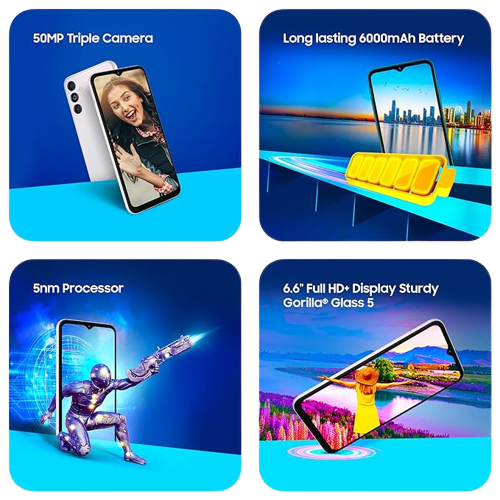 50MP Triple Camera
Long lasting 6000mAh Battery
5nm Processor
6.6" Full HD+ Display Sturdy
Gorilla® Glass 5